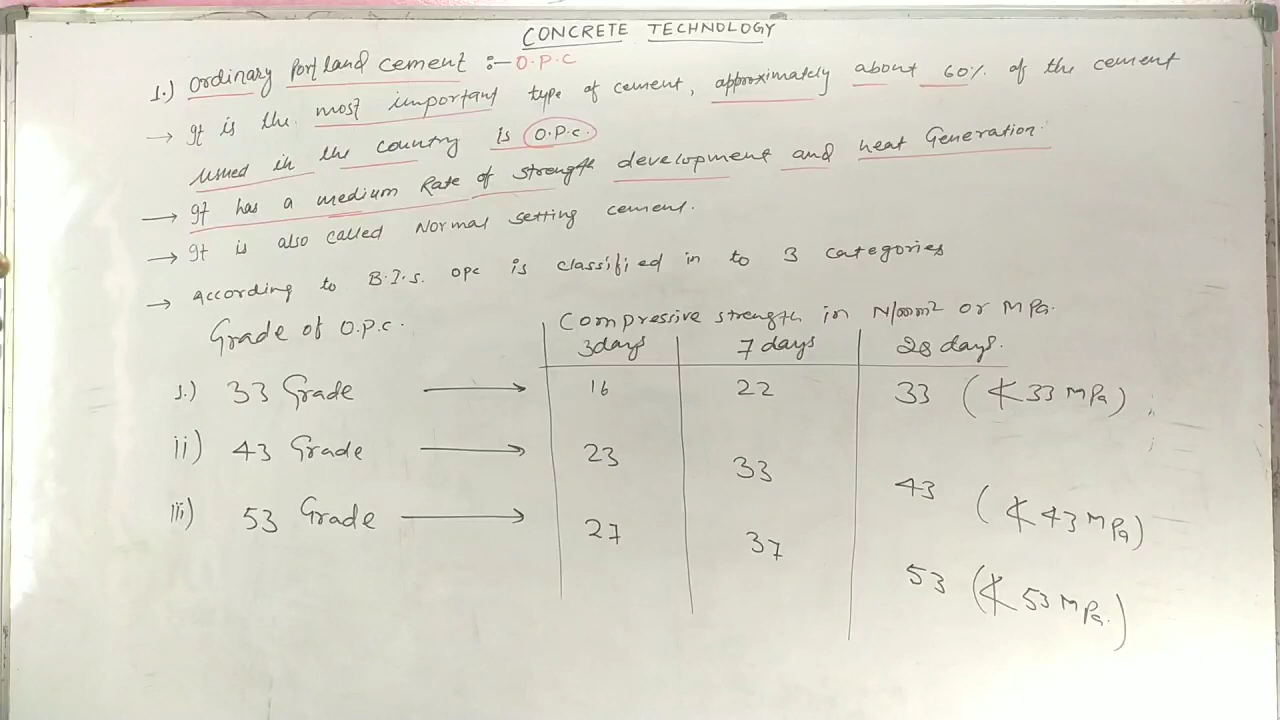 CONCRETE TECHNOLOGY
1.) Ordinary Portland cement :- O.P.C
→ It is the most important type of cement, approximately about 60% of the cement
used in the country is O.P.C.
→ It has a medium Rate of strength development and heat Generation.
→ It is also called Normal setting cement.
→ According to B.I.S. OPC is classified in to 3 categories
Grade of O.P.C. Compressive strength in N/mm2 or MPa.
3days 7 days 28 days.
i.) 33 Grade → 16 22 33 (≮ 33 MPa)
ii) 43 Grade → 23 33 43 (≮ 43 MPa)
iii) 53 Grade → 27 37 53 (≮ 53 MPa.)